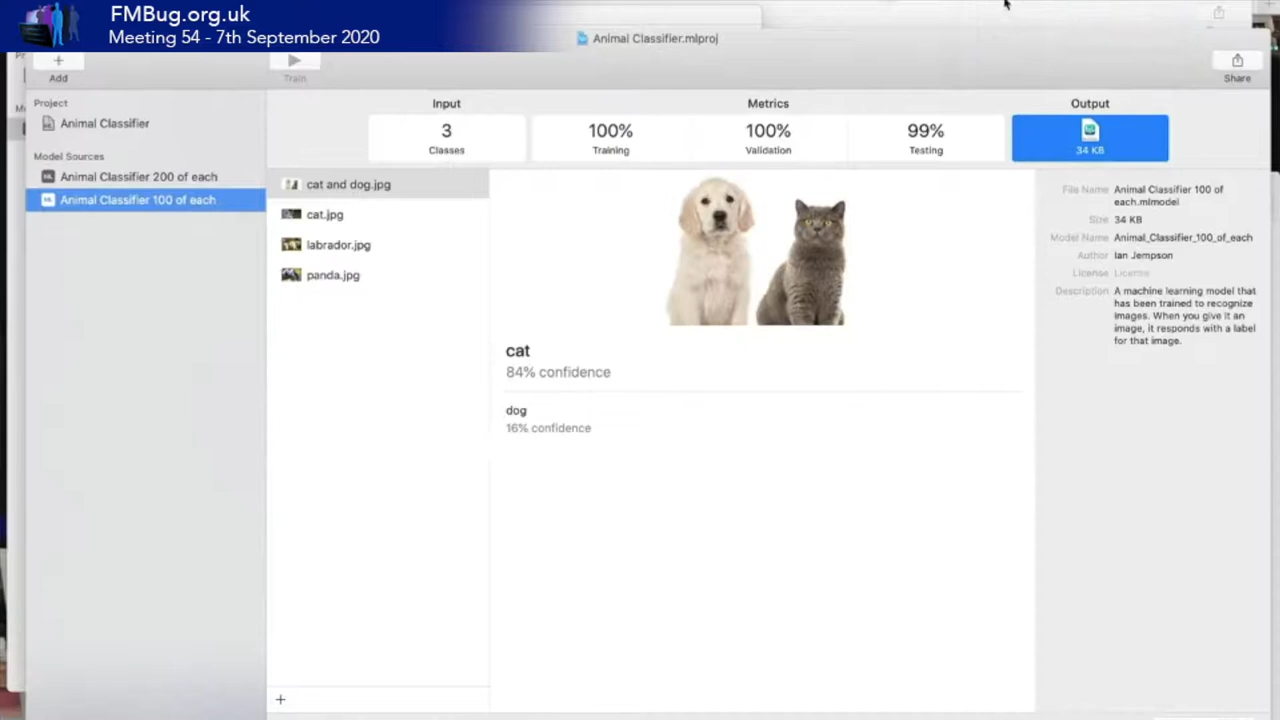 FMBug.org.uk
Meeting 54 - 7th September 2020
Animal Classifier.mlproj
Add
Train
Share
Project
Animal Classifier
Model Sources
Animal Classifier 200 of each
Animal Classifier 100 of each
Input
Metrics
Output
3
Classes
100%
Training
100%
Validation
99%
Testing
34 KB
cat and dog.jpg
cat.jpg
labrador.jpg
panda.jpg
cat
84% confidence
dog
16% confidence
File Name Animal Classifier 100 of
each.mlmodel
Size 34 KB
Model Name Animal_Classifier_100_of_each
Author Ian Jempson
License License
Description A machine learning model that
has been trained to recognize
images. When you give it an
image, it responds with a label
for that image.